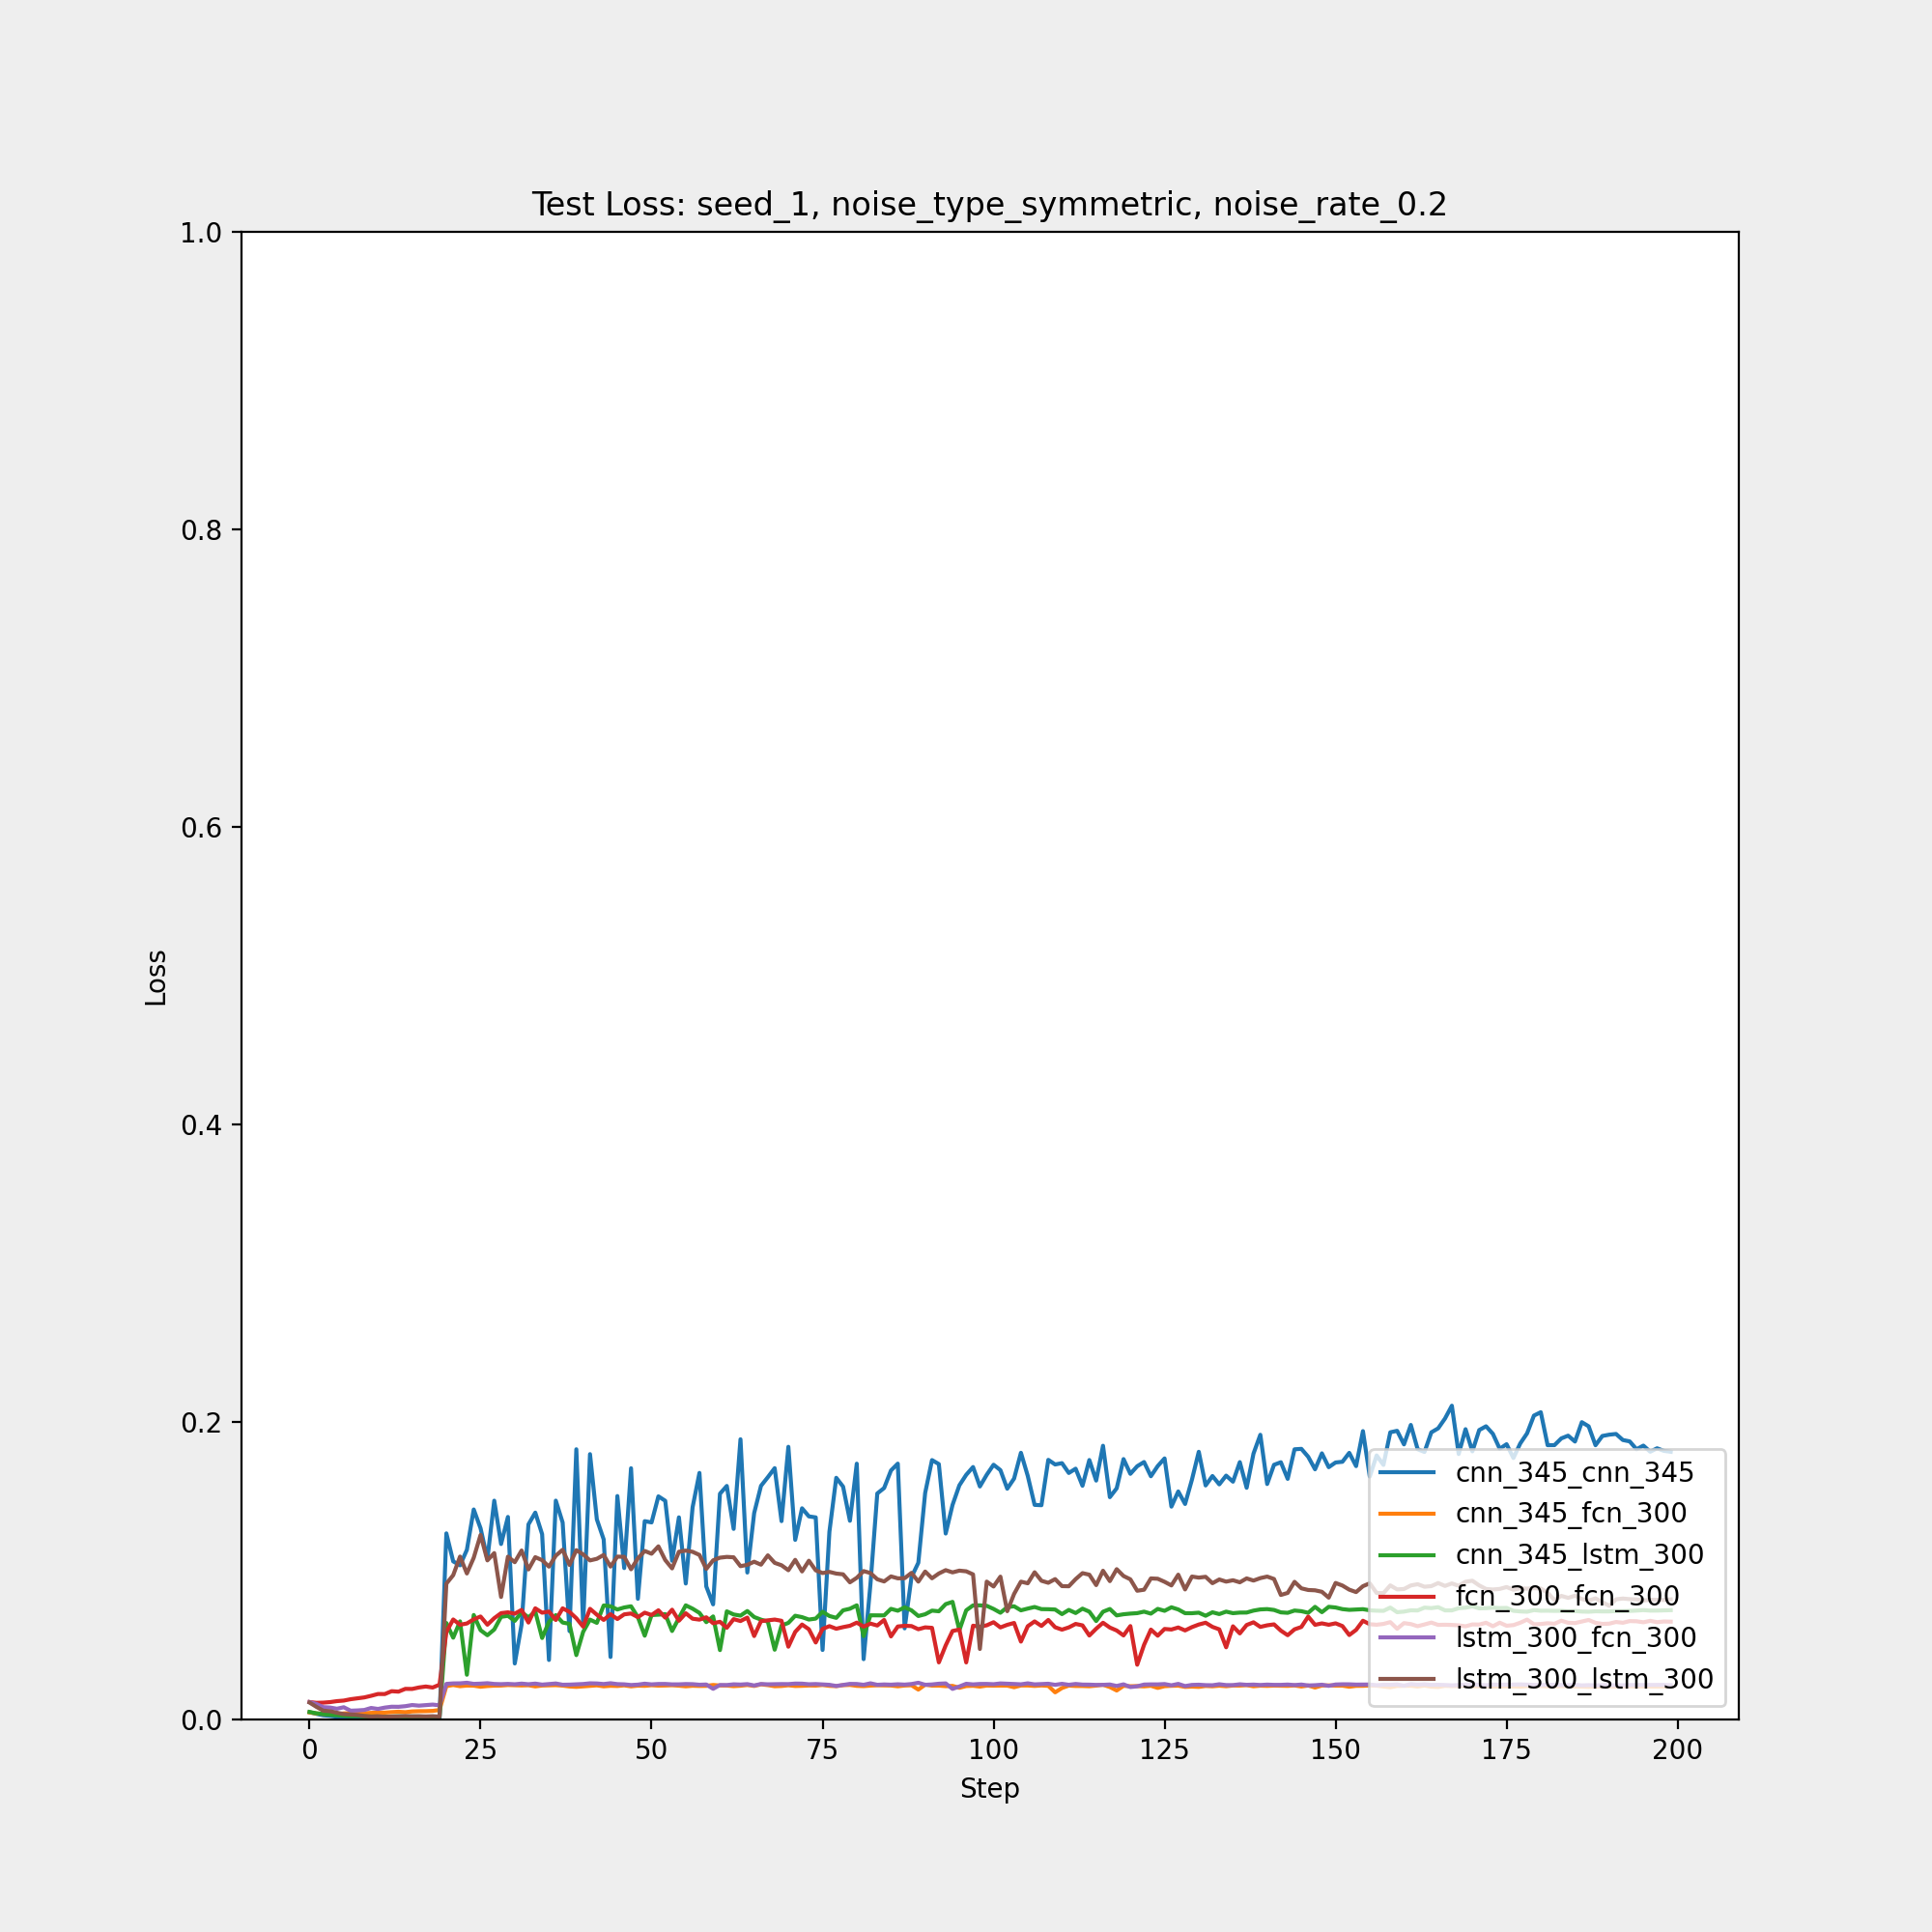 Test Loss: seed_1, noise_type_symmetric, noise_rate_0.2
1.0
0.8
0.6
0.4
0.2
0.0
Loss
cnn_345_cnn_345
cnn_345_fcn_300
cnn_345_lstm_300
fcn_300_fcn_300
lstm_300_fcn_300
lstm_300_lstm_300
0 25 50 75 100 125 150 175 200
Step